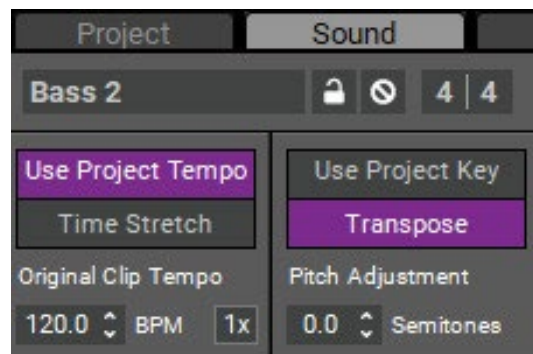 Project Sound
Bass 2 4 4
Use Project Tempo Use Project Key
Time Stretch Transpose
Original Clip Tempo Pitch Adjustment
120.0 BPM 1x 0.0 Semitones